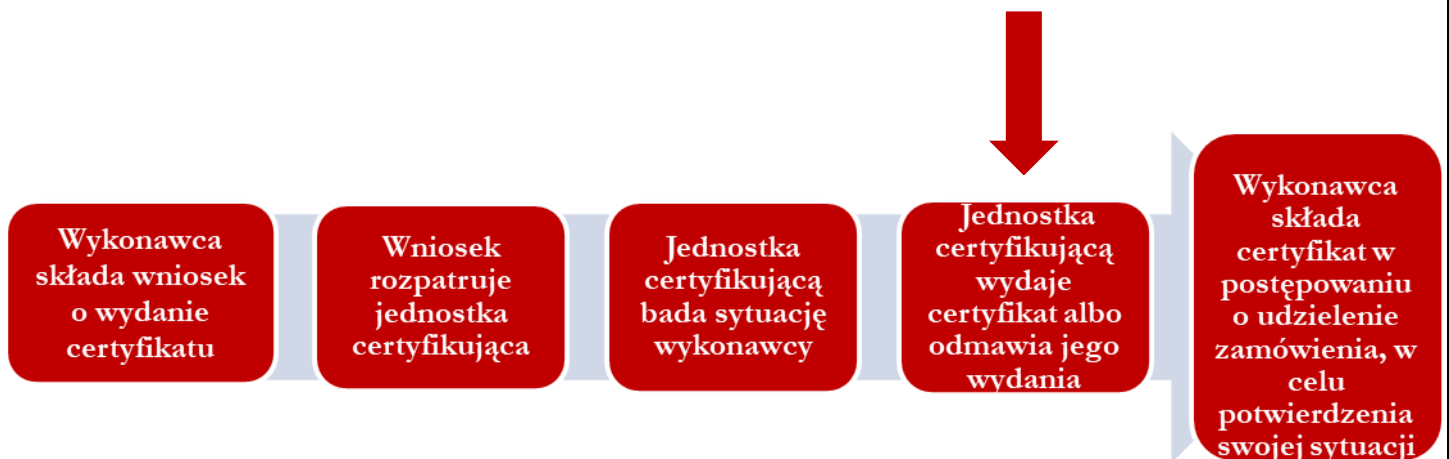 Wykonawca
składa wniosek
o wydanie
certyfikatu
Wniosek
rozpatruje
jednostka
certyfikująca
Jednostka
certyfikującą
bada sytuację
wykonawcy
Jednostka
certyfikującą
wydaje
certyfikat albo
odmawia jego
wydania
Wykonawca
składa
certyfikat w
postępowaniu
o udzielenie
zamówienia, w
celu
potwierdzenia
swojej sytuacji